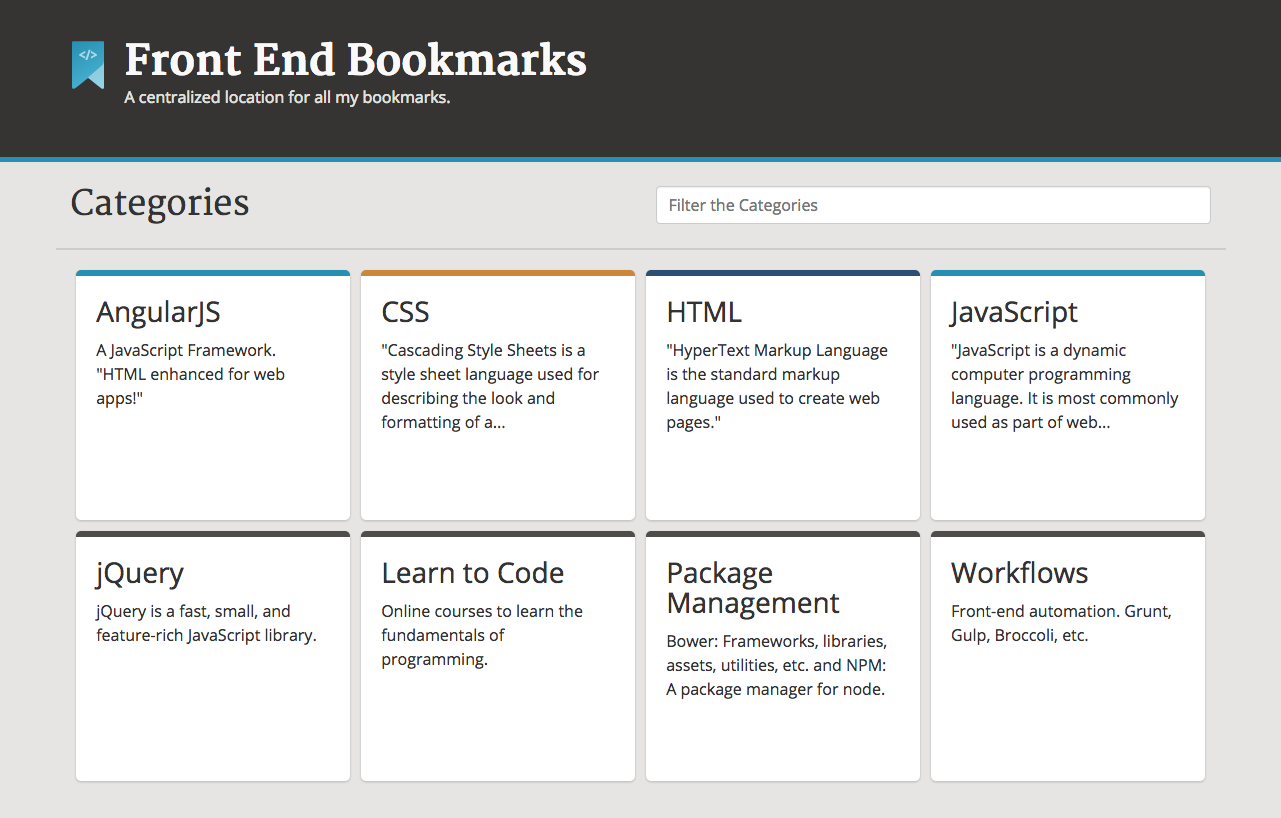 </>
Front End Bookmarks
A centralized location for all my bookmarks.
Categories
Filter the Categories
AngularJS
A JavaScript Framework.
"HTML enhanced for web
apps!"
CSS
"Cascading Style Sheets is a
style sheet language used for
describing the look and
formatting of a...
HTML
"HyperText Markup Language
is the standard markup
language used to create web
pages."
JavaScript
"JavaScript is a dynamic
computer programming
language. It is most commonly
used as part of web...
jQuery
jQuery is a fast, small, and
feature-rich JavaScript library.
Learn to Code
Online courses to learn the
fundamentals of
programming.
Package
Management
Bower: Frameworks, libraries,
assets, utilities, etc. and NPM:
A package manager for node.
Workflows
Front-end automation. Grunt,
Gulp, Broccoli, etc.